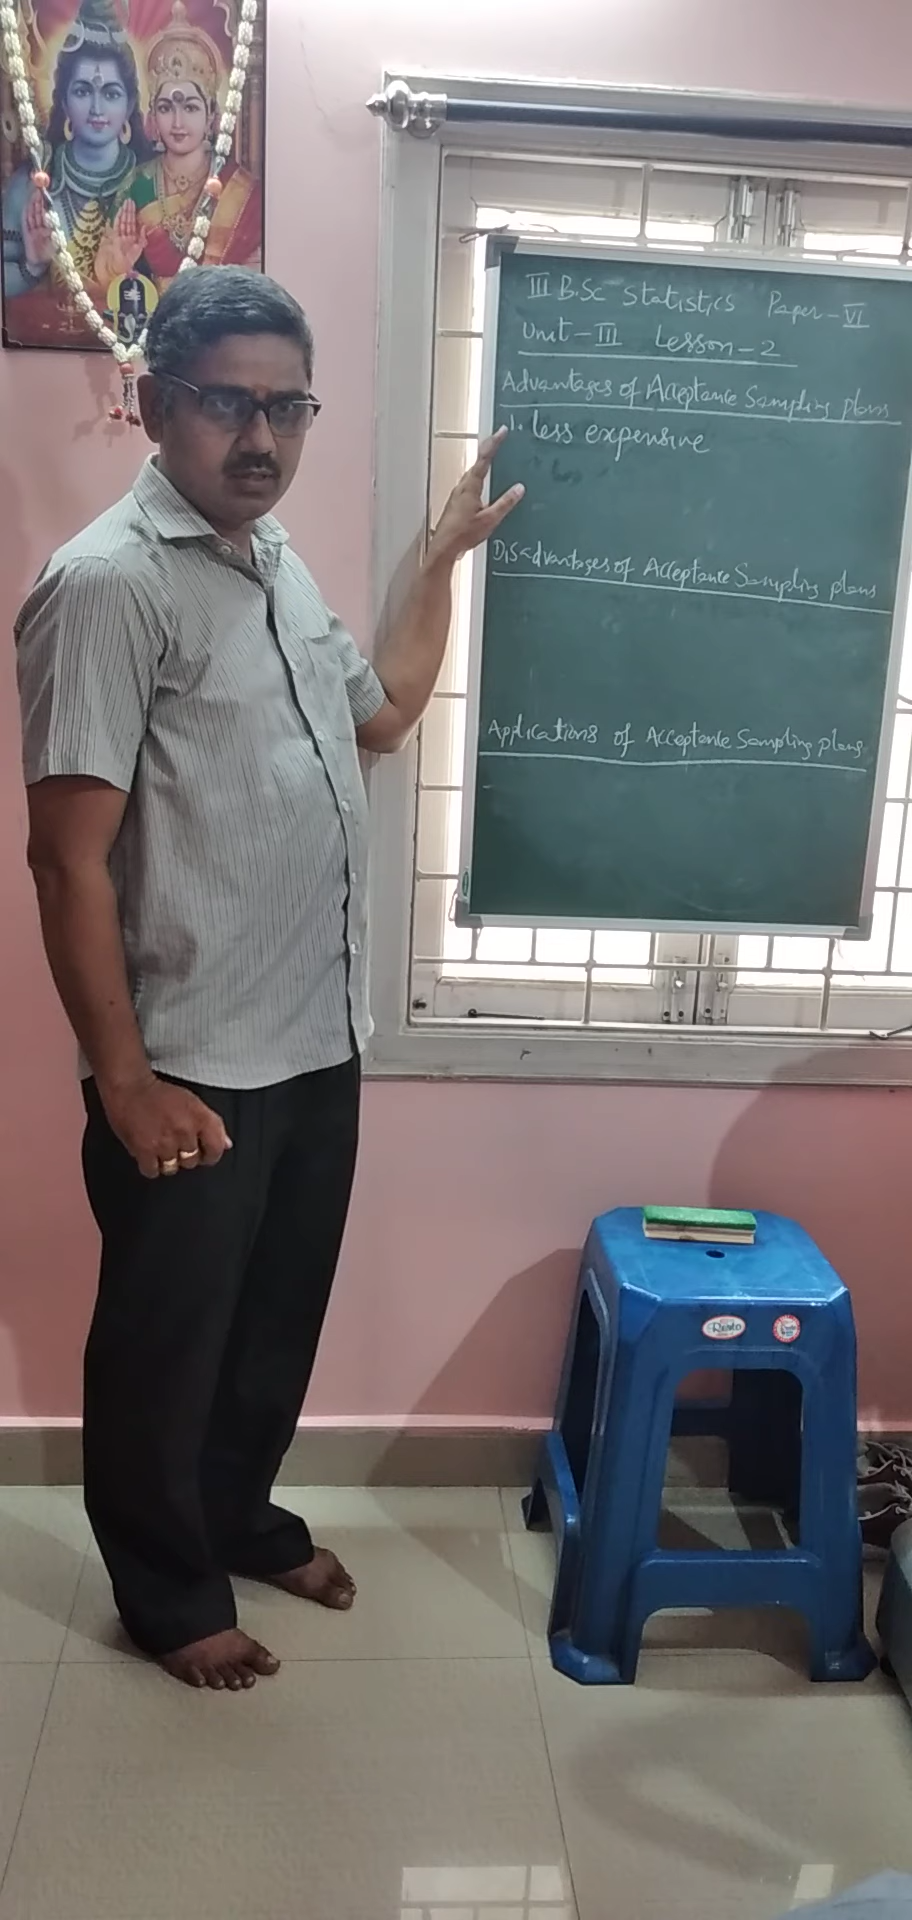 III B.Sc Statistics Paper-VI
Unit-III Lesson-2
Advantages of Acceptance Sampling plans
1. less expensive
Disadvantages of Acceptance Sampling plans
Applications of Acceptance Sampling plans